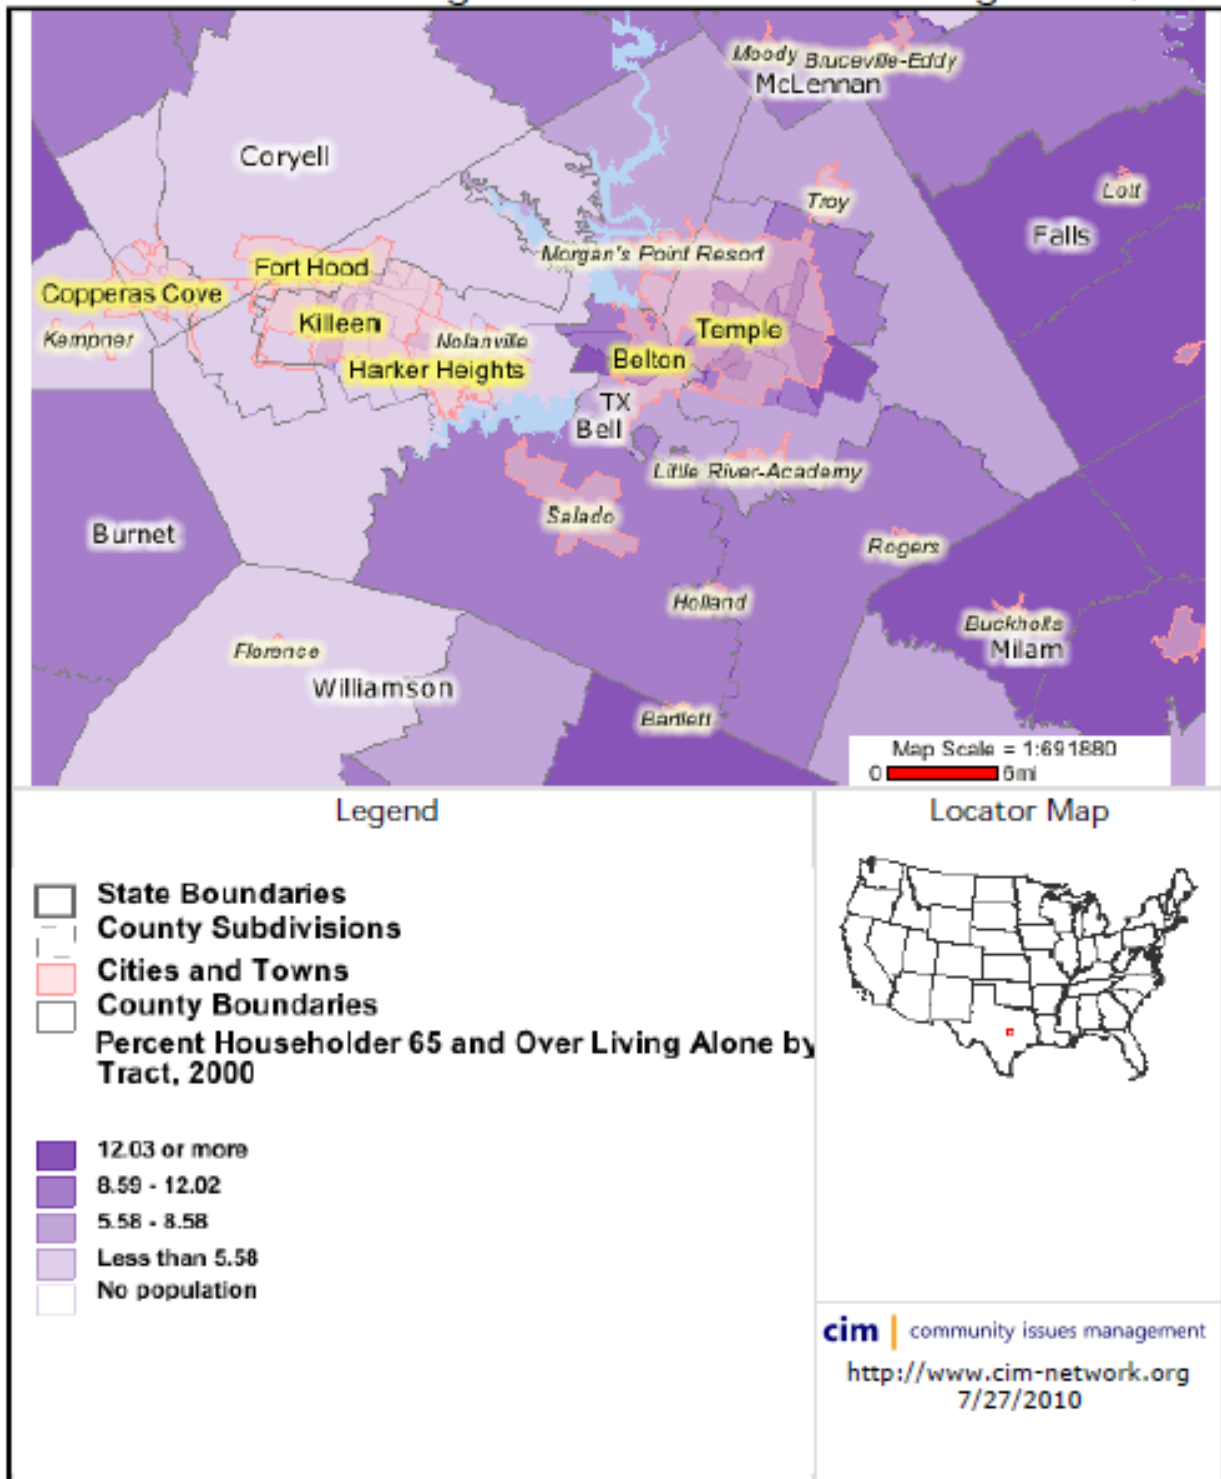 Moody Bruceville-Eddy
McLennan
Coryell
Lott
Troy
Falls
Morgan's Point Resort
Fort Hood
Copperas Cove
Killeen
Temple
Kempner
Nolanville
Belton
Harker Heights
TX
Bell
Little River-Academy
Salado
Burnet
Rogers
Holland
Buckholts
Milam
Florence
Williamson
Bartlett
Map Scale = 1:691880
0 6mi
Legend
State Boundaries
County Subdivisions
Cities and Towns
County Boundaries
Percent Householder 65 and Over Living Alone by
Tract, 2000
12.03 or more
8.59 - 12.02
5.58 - 8.58
Less than 5.58
No population
Locator Map
cim | community issues management
http://www.cim-network.org
7/27/2010